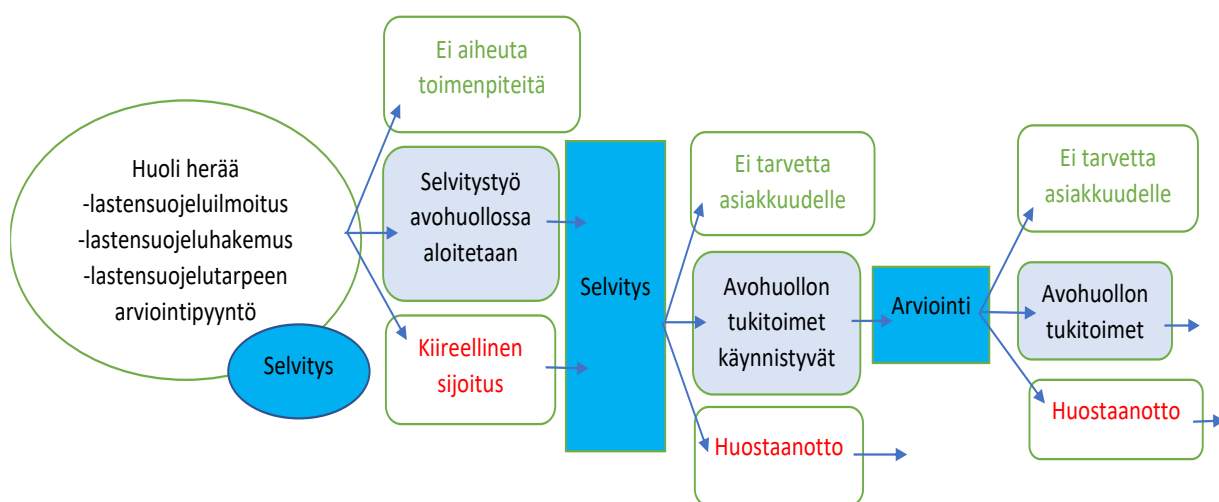 Huoli herää
-lastensuojeluilmoitus
-lastensuojeluhakemus
-lastensuojelutarpeen
arviointipyyntö
Selvitys
Ei aiheuta
toimenpiteitä
Selvitystyö
avohuollossa
aloitetaan
Kiireellinen
sijoitus
Selvitys
Ei tarvetta
asiakkuudelle
Avohuollon
tukitoimet
käynnistyvät
Huostaanotto
Arviointi
Ei tarvetta
asiakkuudelle
Avohuollon
tukitoimet
Huostaanotto